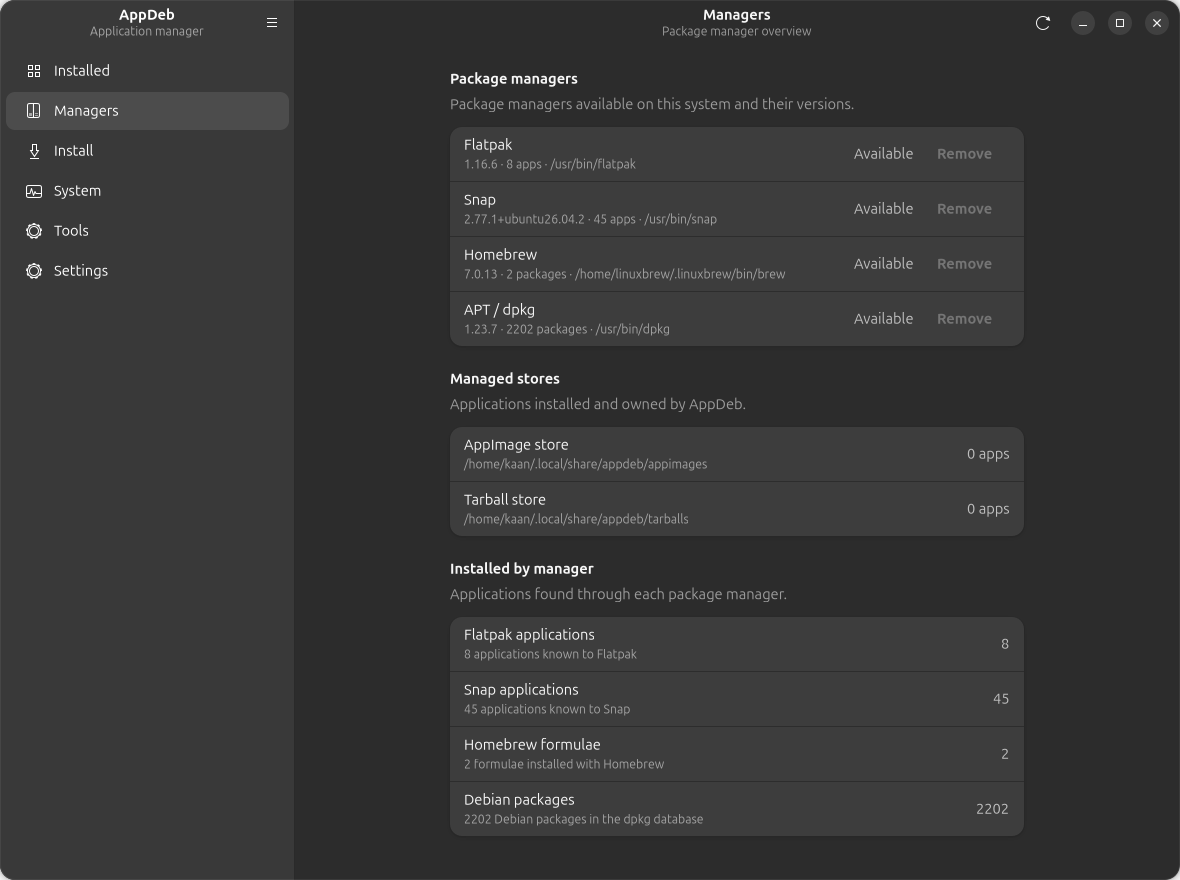 AppDeb
Application manager
Installed
Managers
Install
System
Tools
Settings
Managers
Package manager overview
Package managers
Package managers available on this system and their versions.
Flatpak
1.16.6 · 8 apps · /usr/bin/flatpak
Available
Remove
Snap
2.77.1+ubuntu26.04.2 · 45 apps · /usr/bin/snap
Available
Remove
Homebrew
7.0.13 · 2 packages · /home/linuxbrew/.linuxbrew/bin/brew
Available
Remove
APT / dpkg
1.23.7 · 2202 packages · /usr/bin/dpkg
Available
Remove
Managed stores
Applications installed and owned by AppDeb.
AppImage store
/home/kaan/.local/share/appdeb/appimages
0 apps
Tarball store
/home/kaan/.local/share/appdeb/tarballs
0 apps
Installed by manager
Applications found through each package manager.
Flatpak applications
8 applications known to Flatpak
8
Snap applications
45 applications known to Snap
45
Homebrew formulae
2 formulae installed with Homebrew
2
Debian packages
2202 Debian packages in the dpkg database
2202